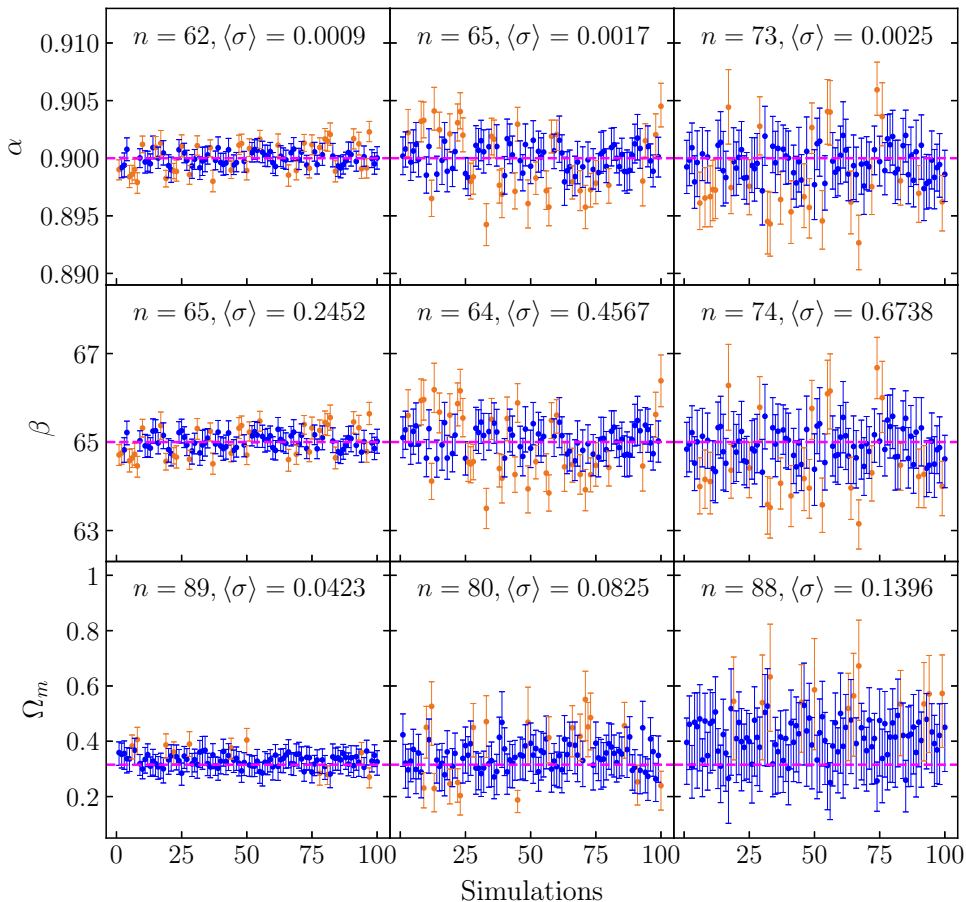 n = 62, ⟨σ⟩ = 0.0009
n = 65, ⟨σ⟩ = 0.0017
n = 73, ⟨σ⟩ = 0.0025
0.910
0.905
0.900
0.895
0.890
α
n = 65, ⟨σ⟩ = 0.2452
n = 64, ⟨σ⟩ = 0.4567
n = 74, ⟨σ⟩ = 0.6738
67
65
63
β
n = 89, ⟨σ⟩ = 0.0423
n = 80, ⟨σ⟩ = 0.0825
n = 88, ⟨σ⟩ = 0.1396
1
0.8
0.6
0.4
0.2
Ωm
0 25 50 75 100
25 50 75 100
25 50 75 100
Simulations